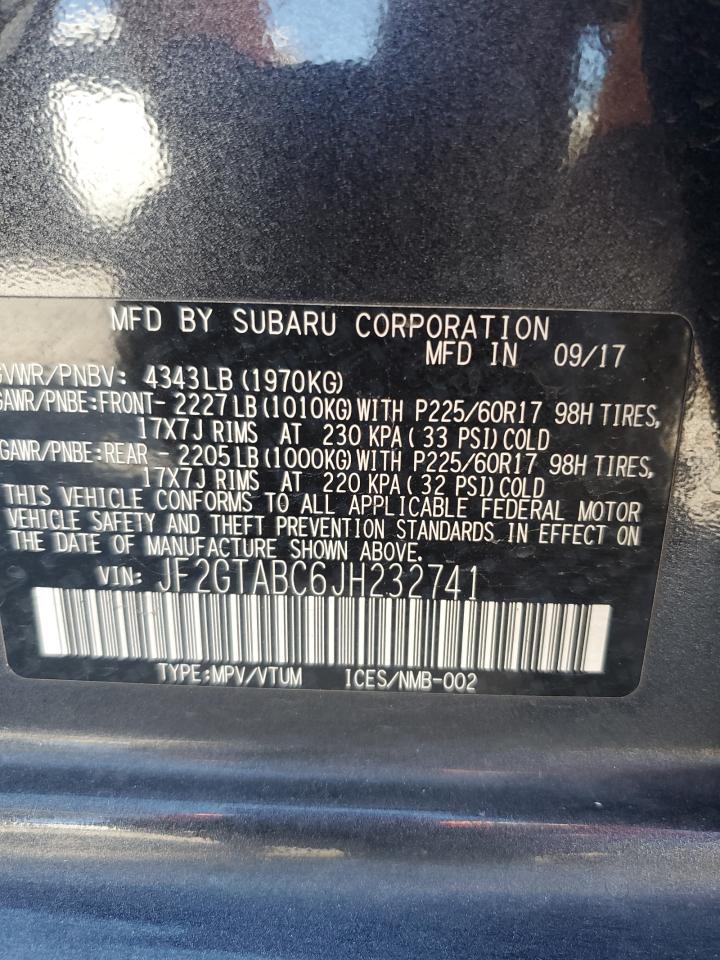 MFD BY SUBARU CORPORATION
MFD IN 09/17
GVWR/PNBV: 4343LB (1970KG)
GAWR/PNBE:FRONT- 2227LB(1010KG)WITH P225/60R17 98H TIRES,
17X7J RIMS AT 230 KPA( 33 PSI)COLD
GAWR/PNBE:REAR - 2205LB(1000KG)WITH P225/60R17 98H TIRES,
17X7J RIMS AT 220 KPA( 32 PSI)COLD
THIS VEHICLE CONFORMS TO ALL APPLICABLE FEDERAL MOTOR
VEHICLE SAFETY AND THEFT PREVENTION STANDARDS IN EFFECT ON
THE DATE OF MANUFACTURE SHOWN ABOVE.
VIN: JF2GTABC6JH232741
TYPE:MPV/VTUM ICES/NMB-002